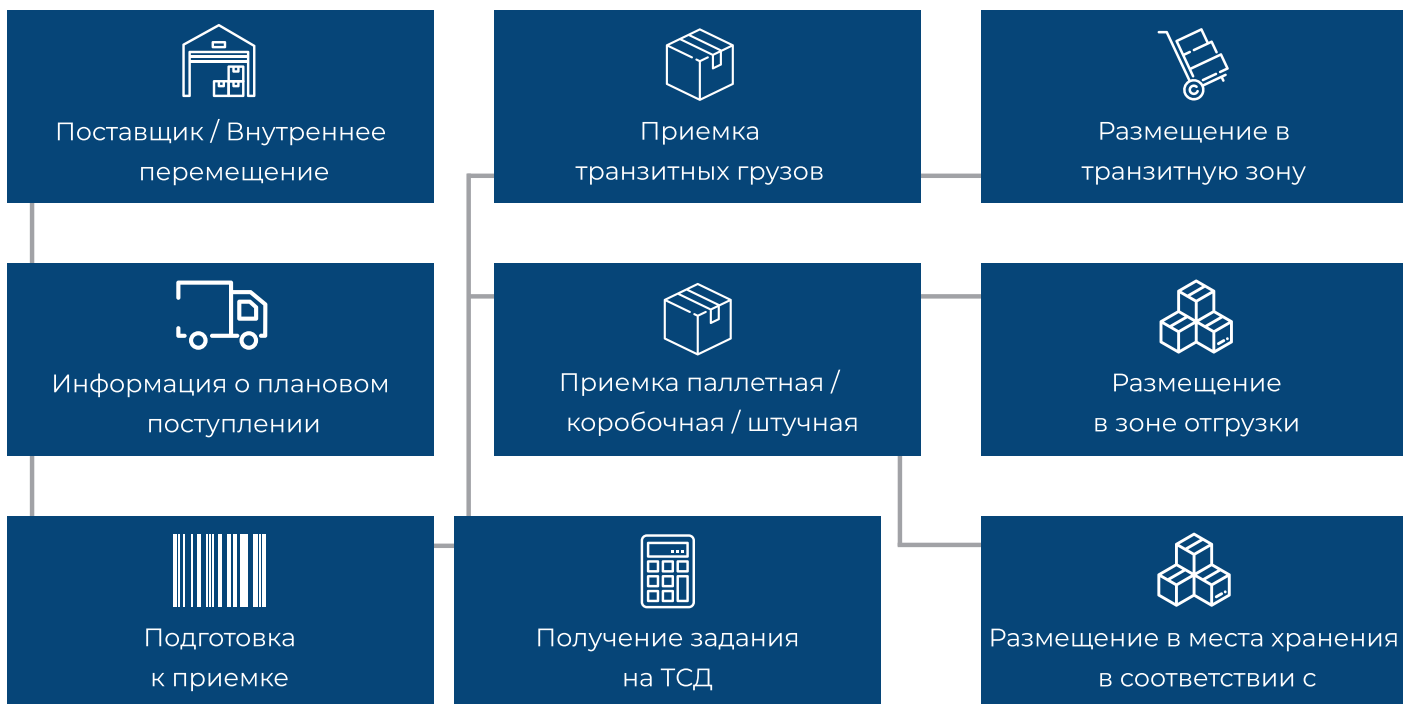 Поставщик / Внутреннее
перемещение
Приемка
транзитных грузов
Размещение в
транзитную зону
Информация о плановом
поступлении
Приемка паллетная /
коробочная / штучная
Размещение
в зоне отгрузки
Подготовка
к приемке
Получение задания
на ТСД
Размещение в места хранения
в соответствии с